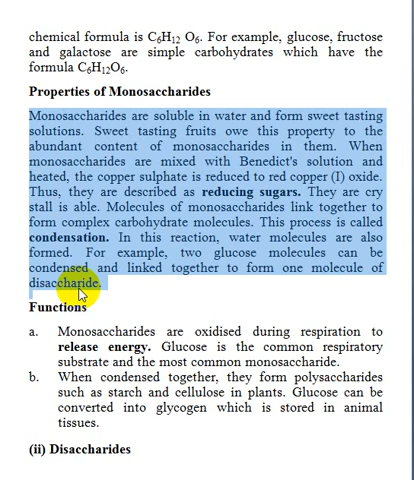 chemical formula is C₆H₁₂ O₆. For example, glucose, fructose
and galactose are simple carbohydrates which have the
formula C₆H₁₂O₆.
Properties of Monosaccharides
Monosaccharides are soluble in water and form sweet tasting
solutions. Sweet tasting fruits owe this property to the
abundant content of monosaccharides in them. When
monosaccharides are mixed with Benedict's solution and
heated, the copper sulphate is reduced to red copper (I) oxide.
Thus, they are described as reducing sugars. They are cry
stall is able. Molecules of monosaccharides link together to
form complex carbohydrate molecules. This process is called
condensation. In this reaction, water molecules are also
formed. For example, two glucose molecules can be
condensed and linked together to form one molecule of
disaccharide.
Functions
a. Monosaccharides are oxidised during respiration to
release energy. Glucose is the common respiratory
substrate and the most common monosaccharide.
b. When condensed together, they form polysaccharides
such as starch and cellulose in plants. Glucose can be
converted into glycogen which is stored in animal
tissues.
(ii) Disaccharides